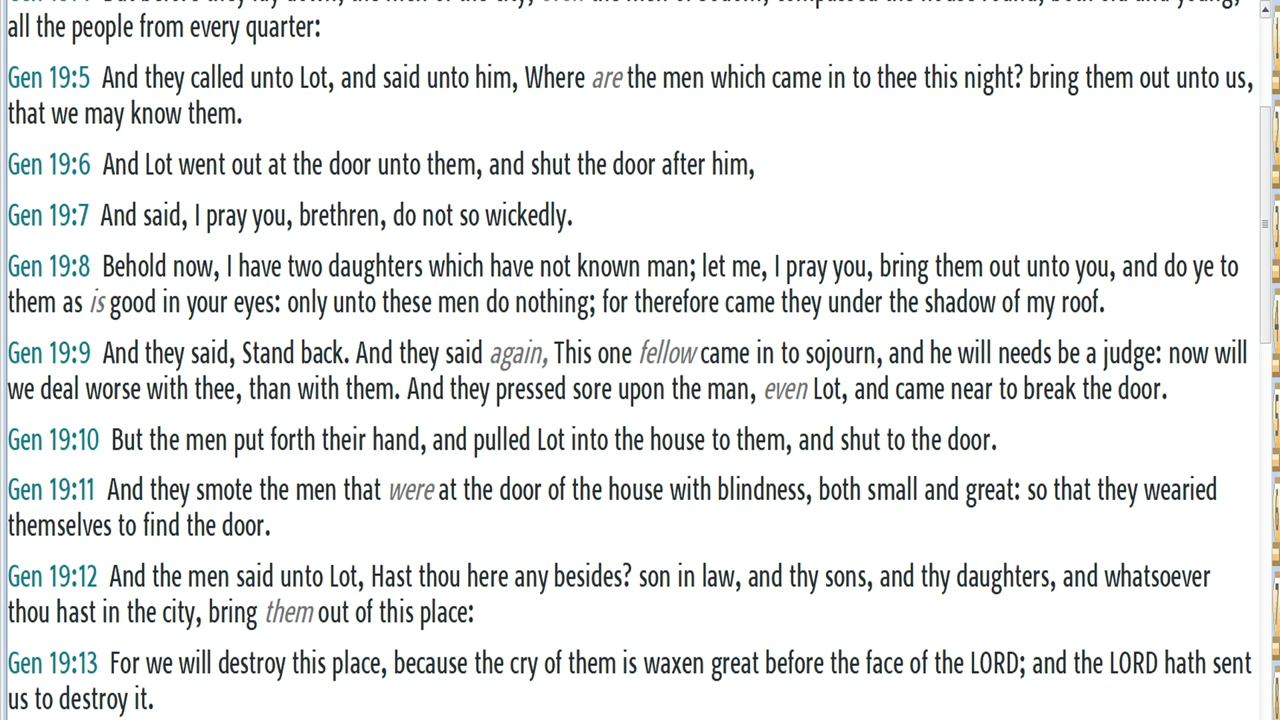 all the people from every quarter:
Gen 19:5 And they called unto Lot, and said unto him, Where are the men which came in to thee this night? bring them out unto us,
that we may know them.
Gen 19:6 And Lot went out at the door unto them, and shut the door after him,
Gen 19:7 And said, I pray you, brethren, do not so wickedly.
Gen 19:8 Behold now, I have two daughters which have not known man; let me, I pray you, bring them out unto you, and do ye to
them as is good in your eyes: only unto these men do nothing; for therefore came they under the shadow of my roof.
Gen 19:9 And they said, Stand back. And they said again, This one fellow came in to sojourn, and he will needs be a judge: now will
we deal worse with thee, than with them. And they pressed sore upon the man, even Lot, and came near to break the door.
Gen 19:10 But the men put forth their hand, and pulled Lot into the house to them, and shut to the door.
Gen 19:11 And they smote the men that were at the door of the house with blindness, both small and great: so that they wearied
themselves to find the door.
Gen 19:12 And the men said unto Lot, Hast thou here any besides? son in law, and thy sons, and thy daughters, and whatsoever
thou hast in the city, bring them out of this place:
Gen 19:13 For we will destroy this place, because the cry of them is waxen great before the face of the LORD; and the LORD hath sent
us to destroy it.